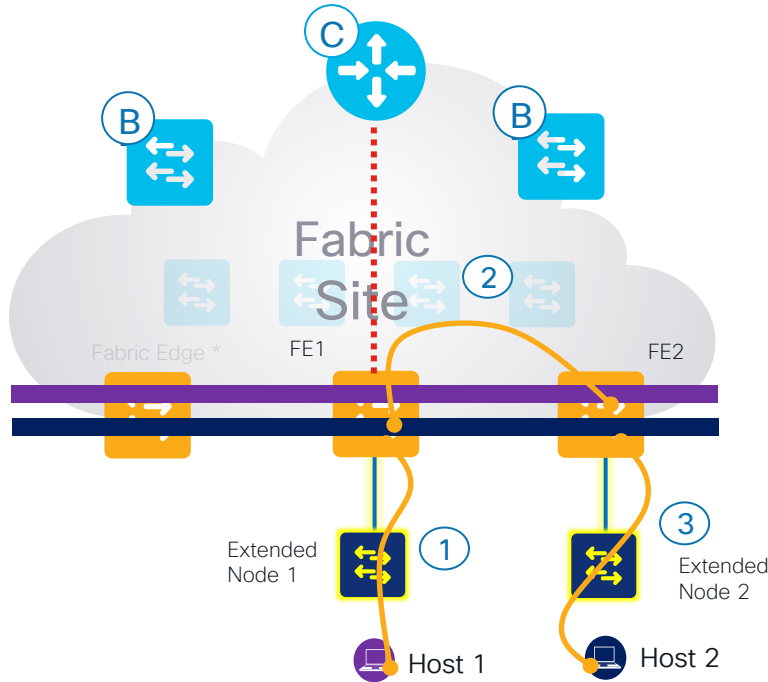 C
B
B
Fabric
Site
2
Fabric Edge *
FE1
FE2
Extended
Node 1
1
3
Extended
Node 2
Host 1
Host 2